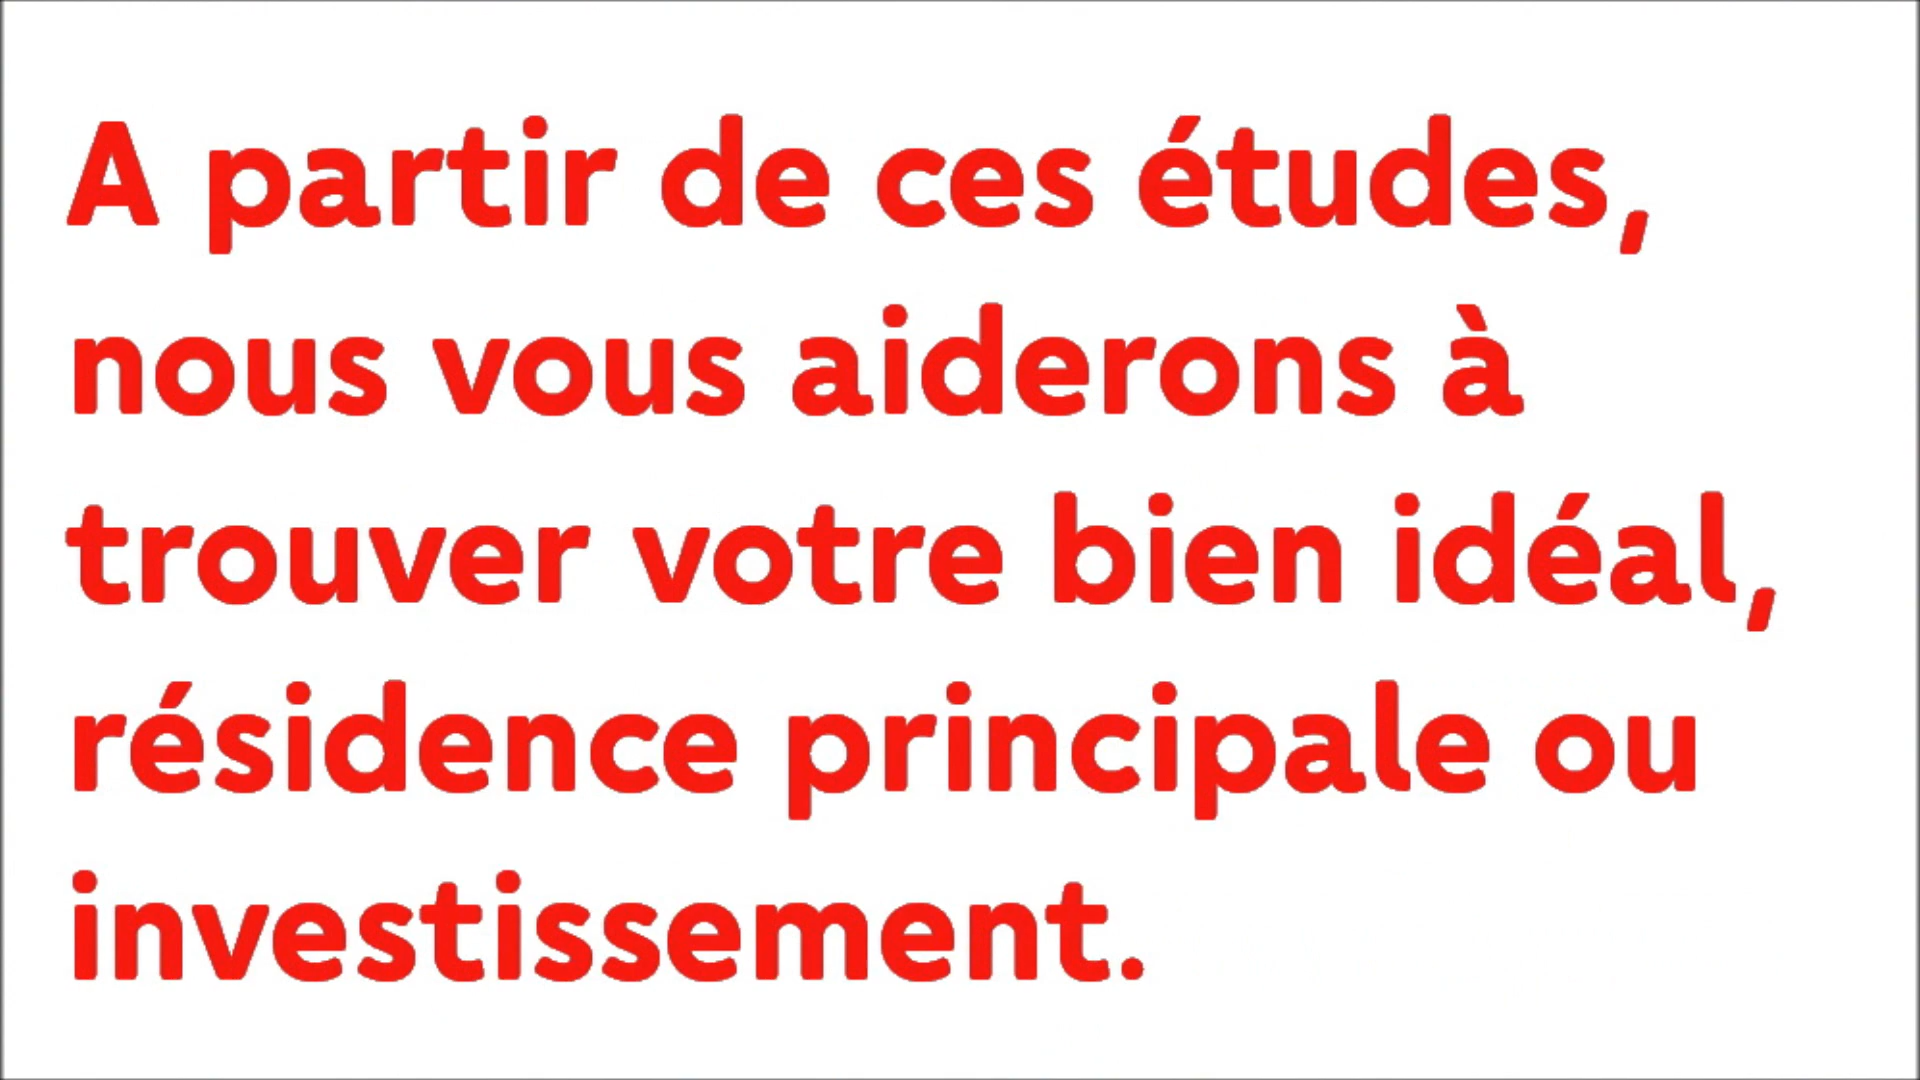 A partir de ces études,
nous vous aiderons à
trouver votre bien idéal,
résidence principale ou
investissement.